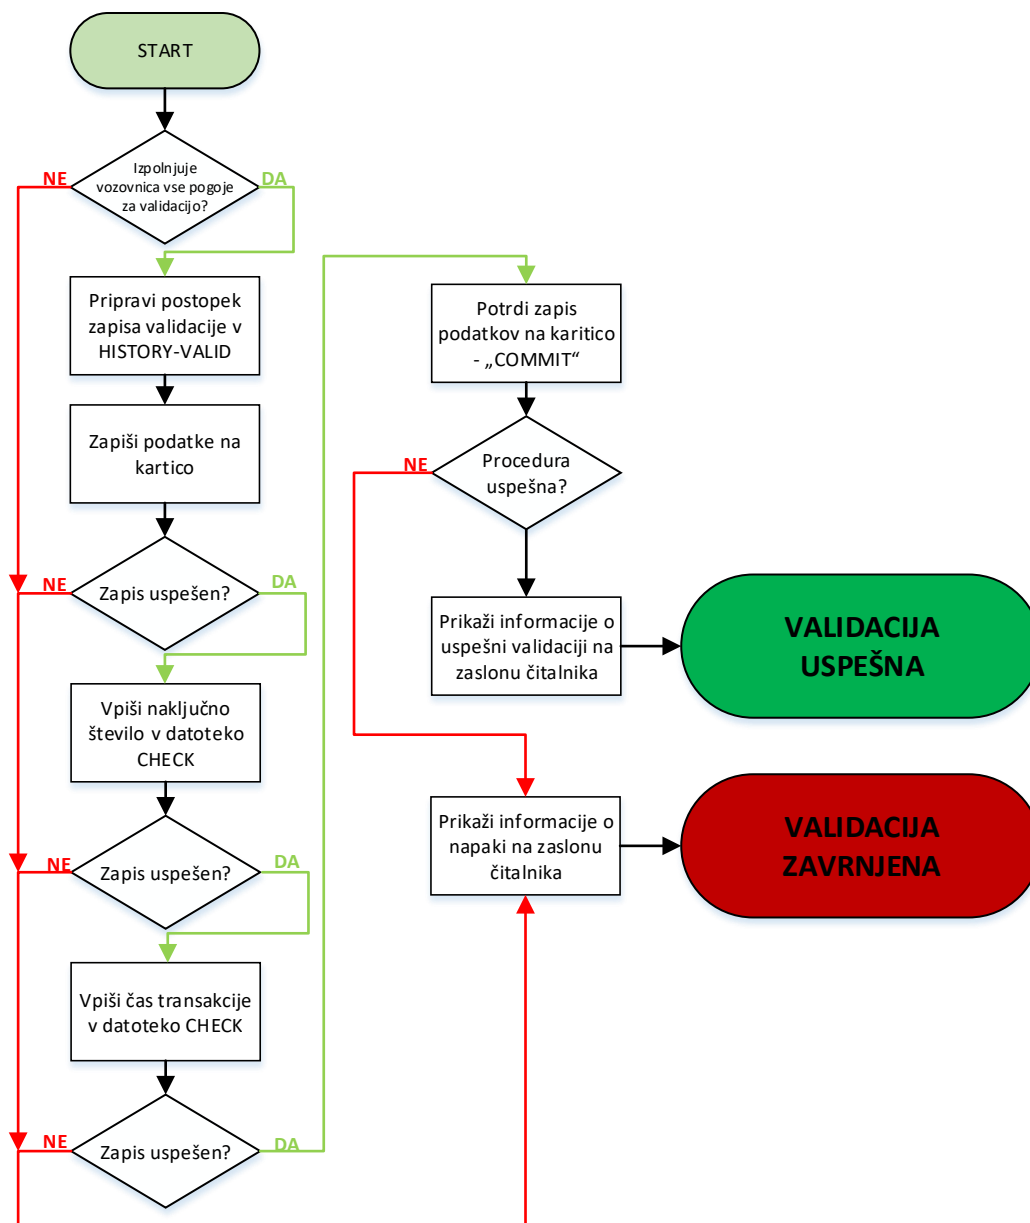 START
Izpolnjuje
vozovnica vse pogoje
za validacijo?
NE
DA
Pripravi postopek
zapisa validacije v
HISTORY-VALID
Zapiši podatke na
kartico
Zapis uspešen?
NE
DA
Vpiši naključno
število v datoteko
CHECK
Zapis uspešen?
NE
DA
Vpiši čas transakcije
v datoteko CHECK
Zapis uspešen?
NE
DA
Potrdi zapis
podatkov na karitico
- „COMMIT“
Procedura
uspešna?
NE
Prikaži informacije o
uspešni validaciji na
zaslonu čitalnika
VALIDACIJA
USPEŠNA
Prikaži informacije o
napaki na zaslonu
čitalnika
VALIDACIJA
ZAVRNJENA